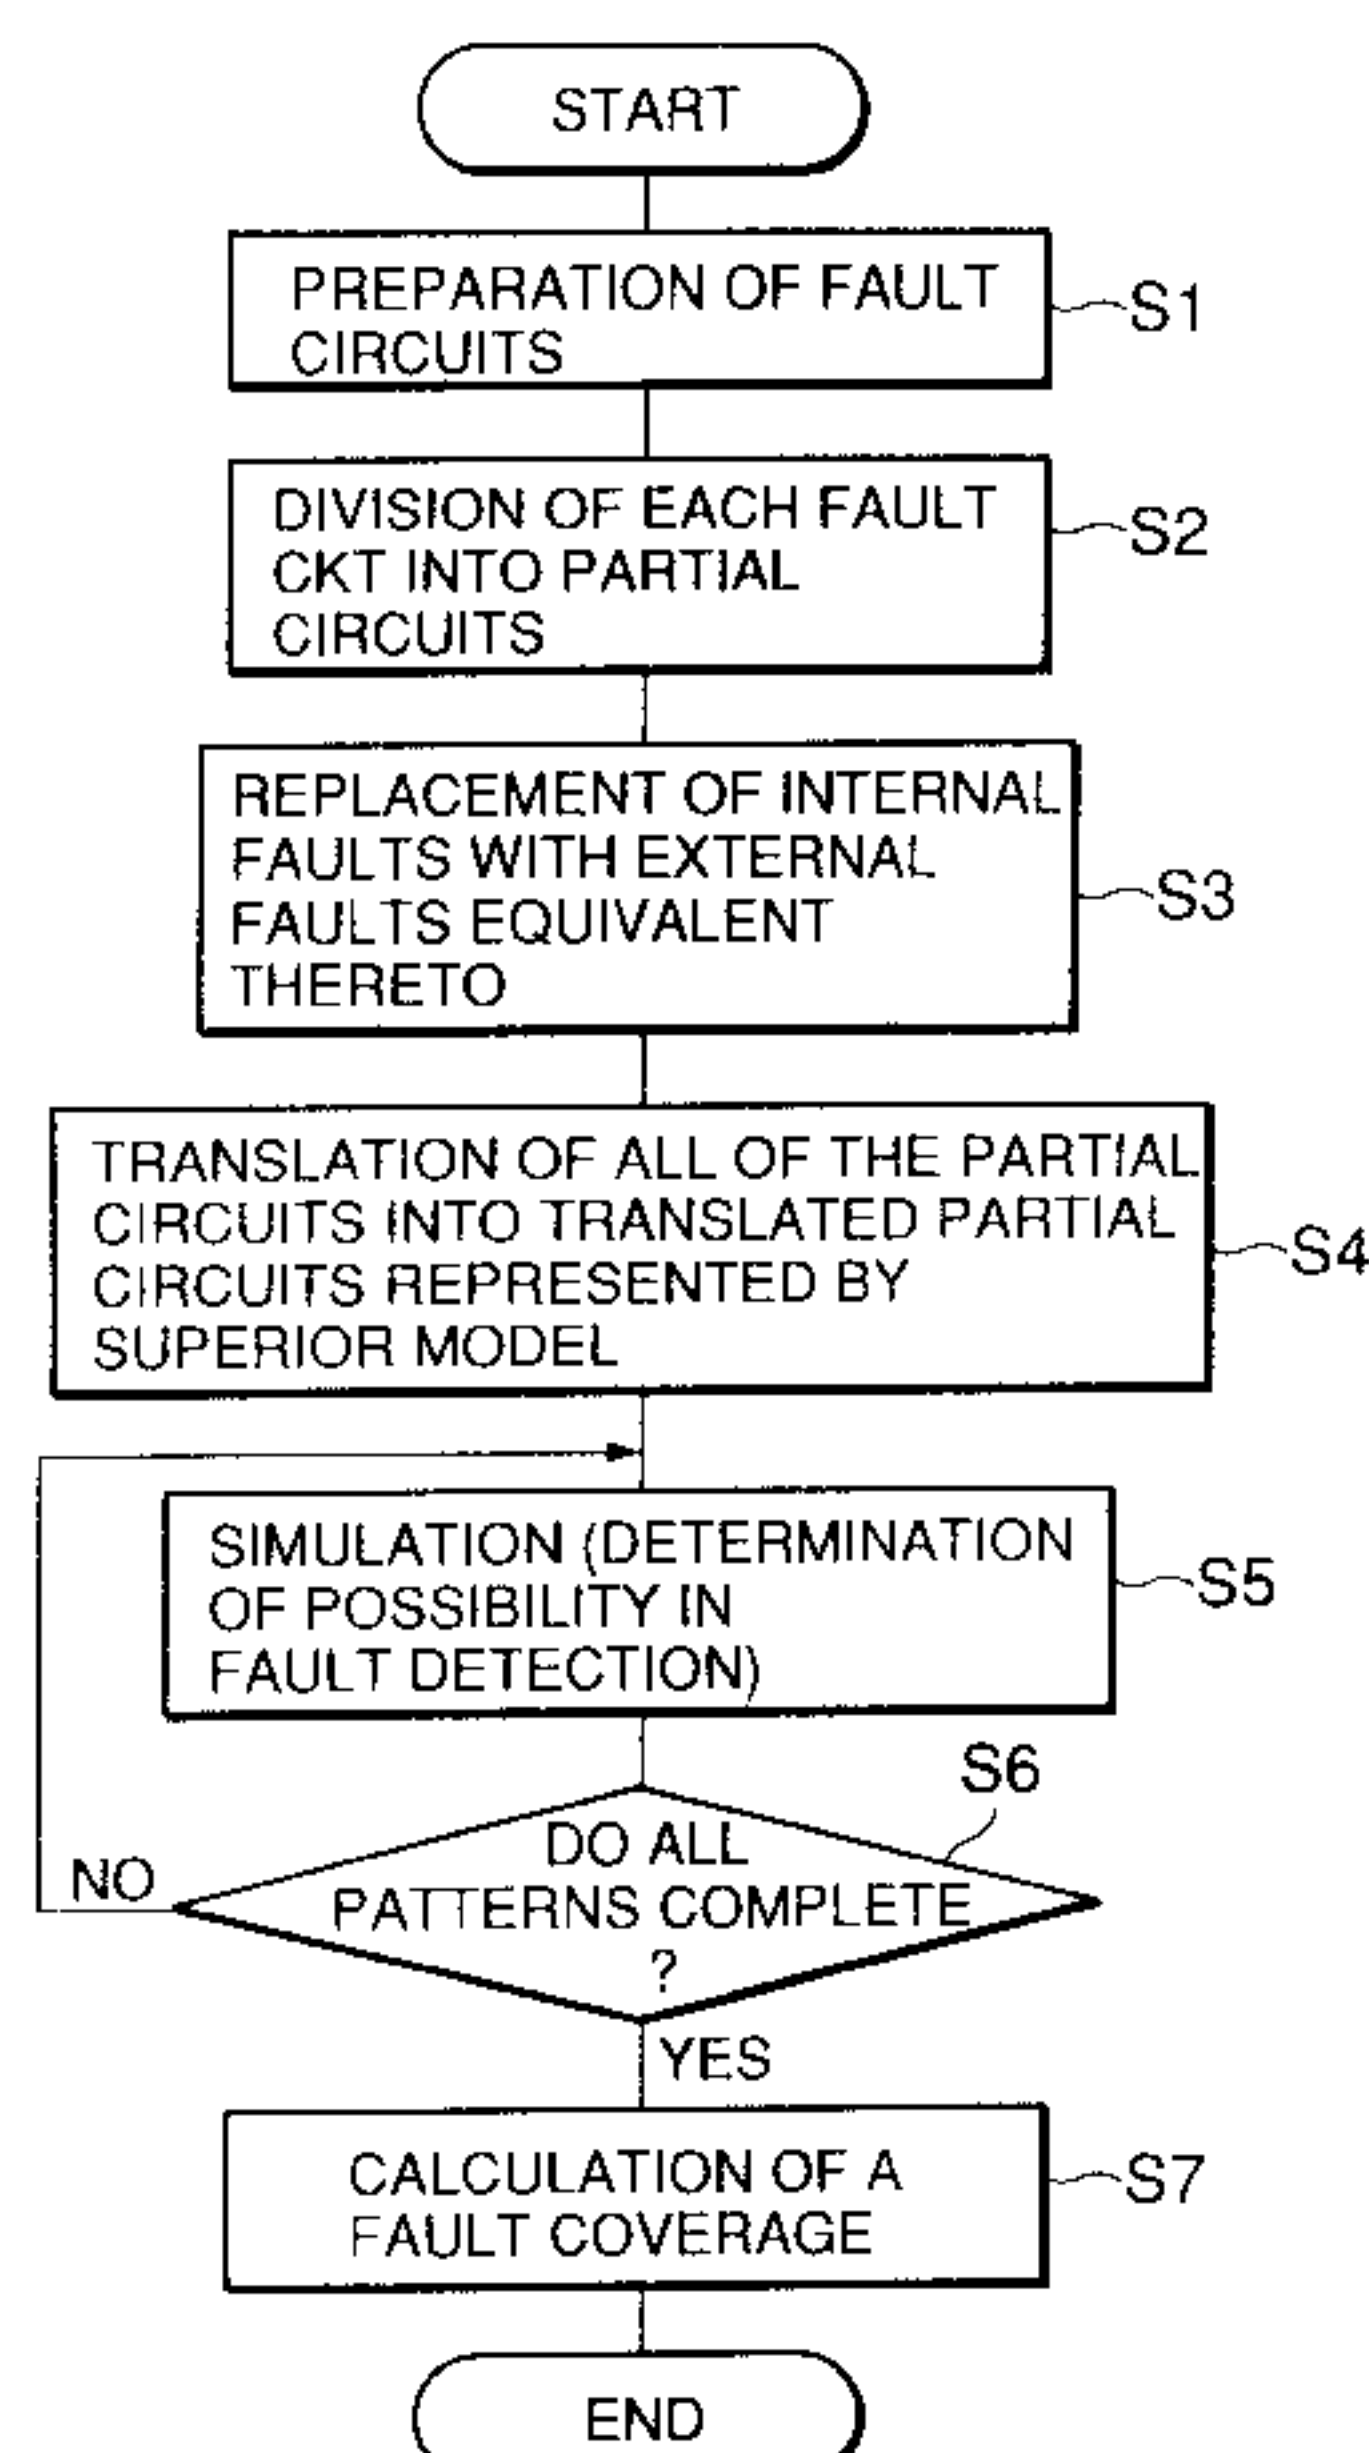 START
PREPARATION OF FAULT
CIRCUITS
S1
DIVISION OF EACH FAULT
CKT INTO PARTIAL
CIRCUITS
S2
REPLACEMENT OF INTERNAL
FAULTS WITH EXTERNAL
FAULTS EQUIVALENT
THERETO
S3
TRANSLATION OF ALL OF THE PARTIAL
CIRCUITS INTO TRANSLATED PARTIAL
CIRCUITS REPRESENTED BY
SUPERIOR MODEL
S4
SIMULATION (DETERMINATION
OF POSSIBILITY IN
FAULT DETECTION)
S5
S6
DO ALL
PATTERNS COMPLETE
?
NO
YES
CALCULATION OF A
FAULT COVERAGE
S7
END